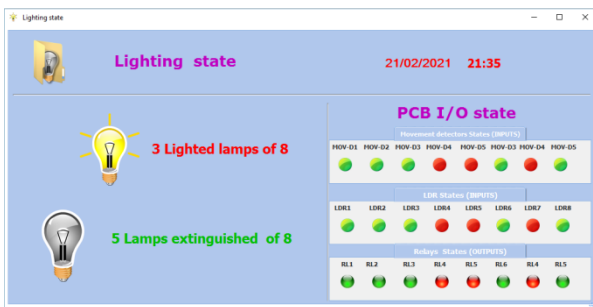 Lighting state
Lighting state
21/02/2021 21:35
3 Lighted lamps of 8
5 Lamps extinguished of 8
PCB I/O state
Movement detectors States (INPUTS)
MOV-D1 MOV-D2 MOV-D3 MOV-D4 MOV-D5 MOV-D3 MOV-D4 MOV-D5
LDR States (INPUTS)
LDR1 LDR2 LDR3 LDR4 LDR5 LDR6 LDR7 LDR8
Relays States (OUTPUTS)
RL1 RL2 RL3 RL4 RL5 RL6 RL4 RL5